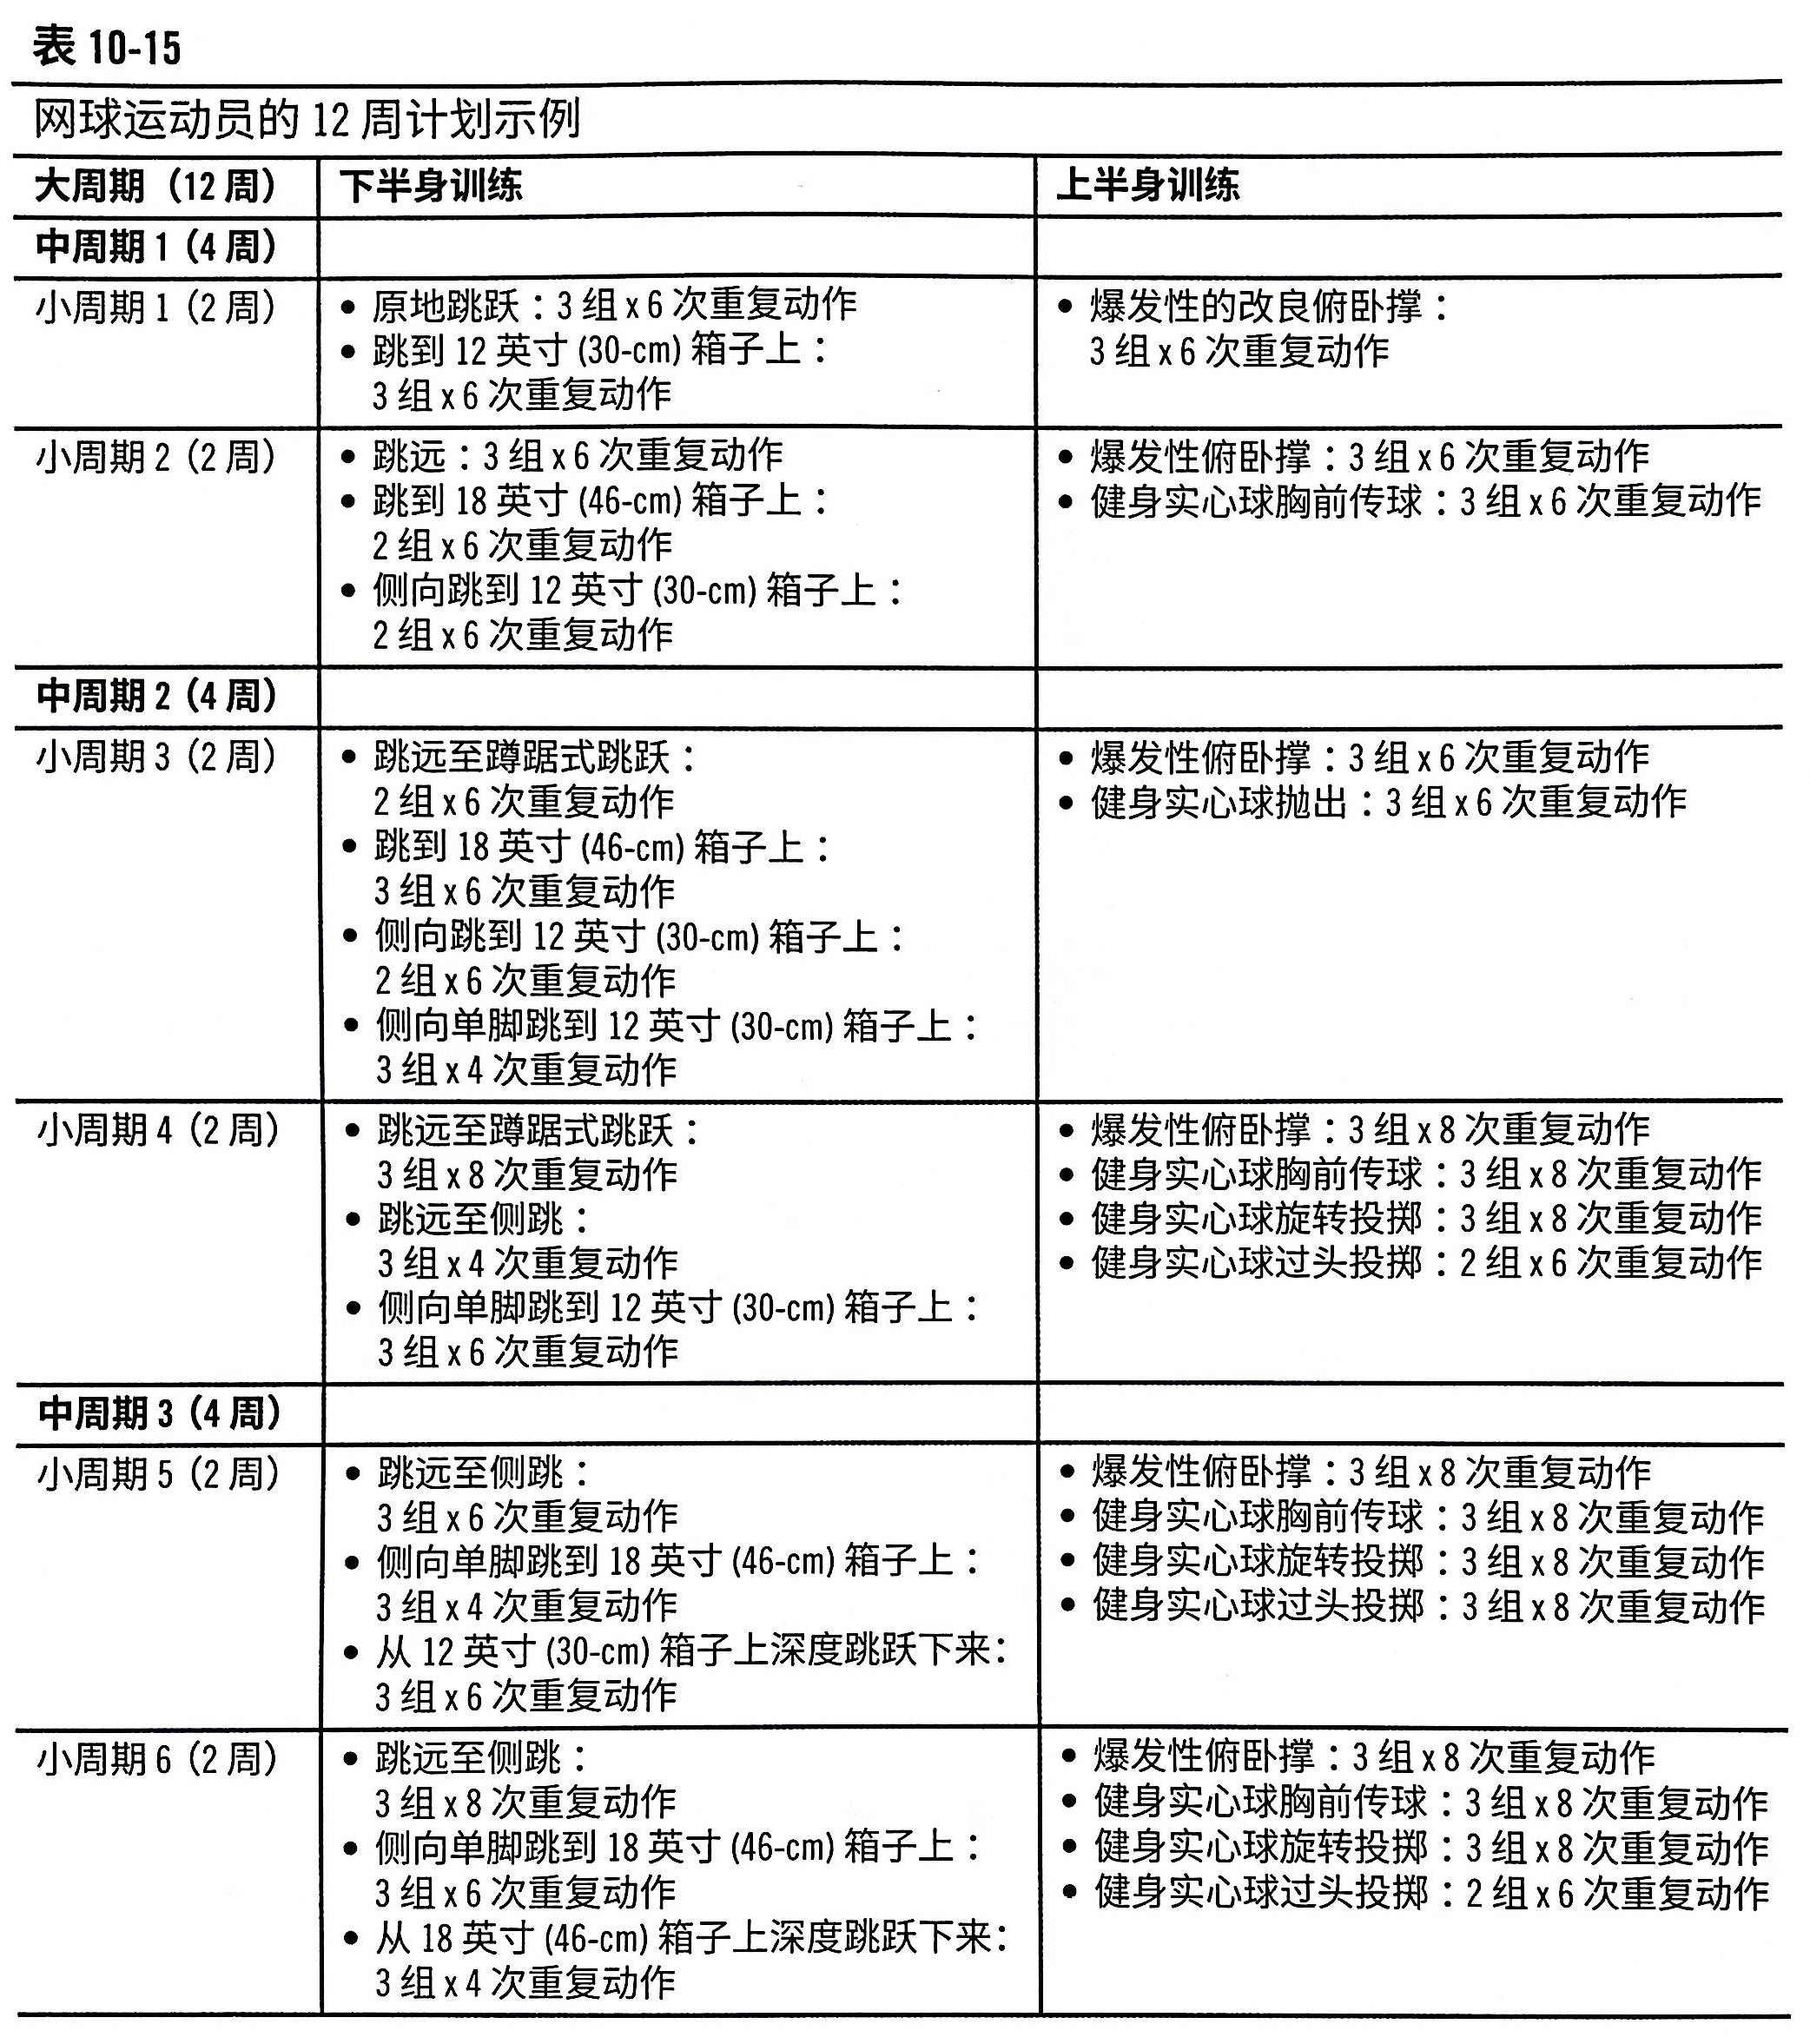 表 10-15
网球运动员的 12 周计划示例
大周期（12 周） 下半身训练 上半身训练
中周期 1（4 周）
小周期 1（2 周）
• 原地跳跃：3 组 x 6 次重复动作
• 跳到 12 英寸 (30-cm) 箱子上：
3 组 x 6 次重复动作
• 爆发性的改良俯卧撑：
3 组 x 6 次重复动作
小周期 2（2 周）
• 跳远：3 组 x 6 次重复动作
• 跳到 18 英寸 (46-cm) 箱子上：
2 组 x 6 次重复动作
• 侧向跳到 12 英寸 (30-cm) 箱子上：
2 组 x 6 次重复动作
• 爆发性俯卧撑：3 组 x 6 次重复动作
• 健身实心球胸前传球：3 组 x 6 次重复动作
中周期 2（4 周）
小周期 3（2 周）
• 跳远至蹲踞式跳跃：
2 组 x 6 次重复动作
• 跳到 18 英寸 (46-cm) 箱子上：
3 组 x 6 次重复动作
• 侧向跳到 12 英寸 (30-cm) 箱子上：
2 组 x 6 次重复动作
• 侧向单脚跳到 12 英寸 (30-cm) 箱子上：
3 组 x 4 次重复动作
• 爆发性俯卧撑：3 组 x 6 次重复动作
• 健身实心球抛出：3 组 x 6 次重复动作
小周期 4（2 周）
• 跳远至蹲踞式跳跃：
3 组 x 8 次重复动作
• 跳远至侧跳：
3 组 x 4 次重复动作
• 侧向单脚跳到 12 英寸 (30-cm) 箱子上：
3 组 x 6 次重复动作
• 爆发性俯卧撑：3 组 x 8 次重复动作
• 健身实心球胸前传球：3 组 x 8 次重复动作
• 健身实心球旋转投掷：3 组 x 8 次重复动作
• 健身实心球过头投掷：2 组 x 6 次重复动作
中周期 3（4 周）
小周期 5（2 周）
• 跳远至侧跳：
3 组 x 6 次重复动作
• 侧向单脚跳到 18 英寸 (46-cm) 箱子上：
3 组 x 4 次重复动作
• 从 12 英寸 (30-cm) 箱子上深度跳跃下来：
3 组 x 6 次重复动作
• 爆发性俯卧撑：3 组 x 8 次重复动作
• 健身实心球胸前传球：3 组 x 8 次重复动作
• 健身实心球旋转投掷：3 组 x 8 次重复动作
• 健身实心球过头投掷：3 组 x 8 次重复动作
小周期 6（2 周）
• 跳远至侧跳：
3 组 x 8 次重复动作
• 侧向单脚跳到 18 英寸 (46-cm) 箱子上：
3 组 x 6 次重复动作
• 从 18 英寸 (46-cm) 箱子上深度跳跃下来：
3 组 x 4 次重复动作
• 爆发性俯卧撑：3 组 x 8 次重复动作
• 健身实心球胸前传球：3 组 x 8 次重复动作
• 健身实心球旋转投掷：3 组 x 8 次重复动作
• 健身实心球过头投掷：2 组 x 6 次重复动作